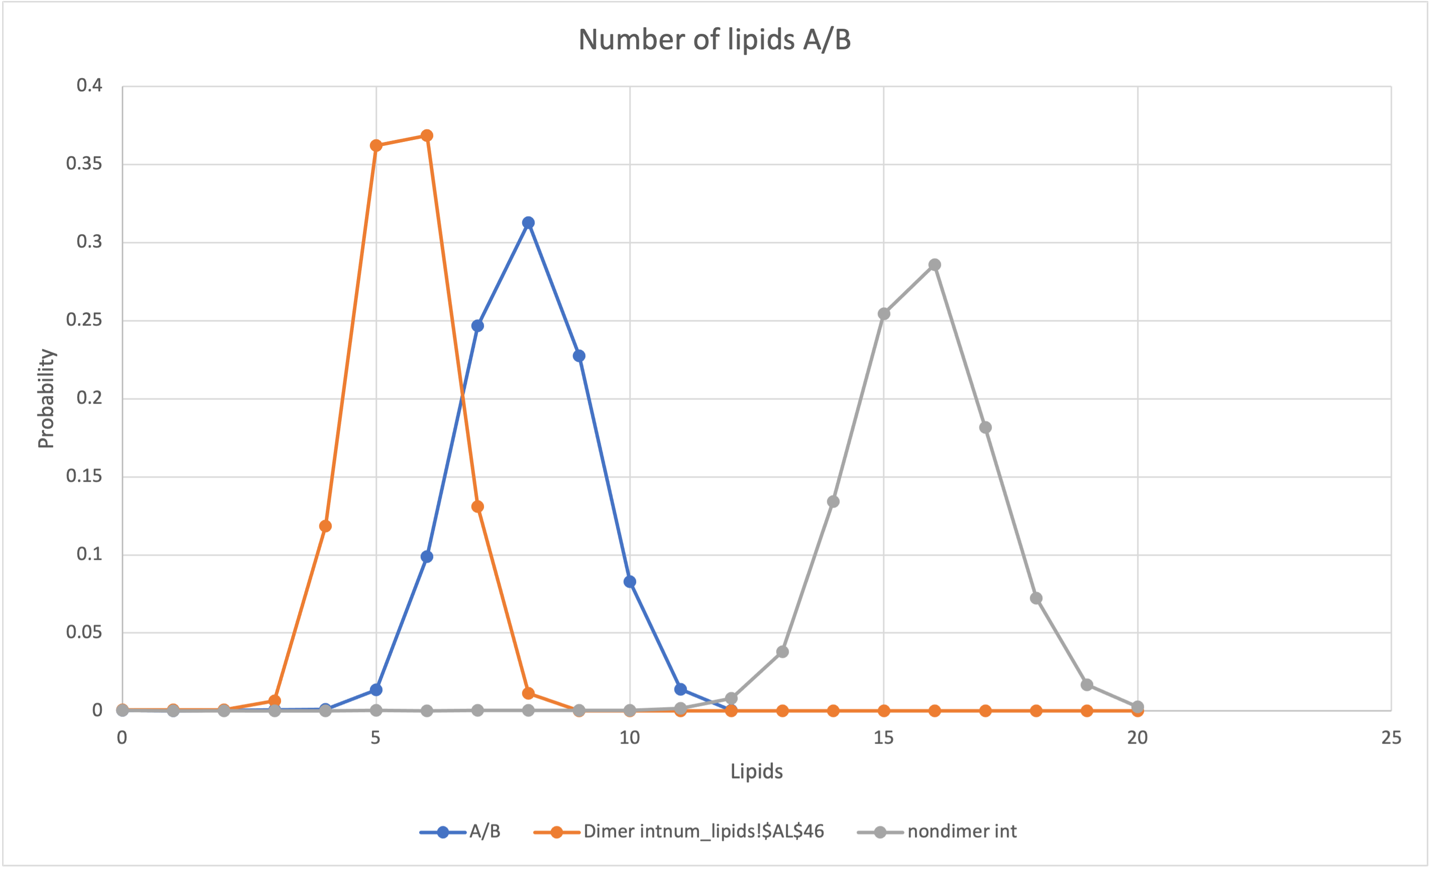 Number of lipids A/B
0.4
0.35
0.3
0.25
0.2
0.15
0.1
0.05
0
Probability
0 5 10 15 20 25
Lipids
A/B Dimer intnum_lipids!$AL$46 nondimer int